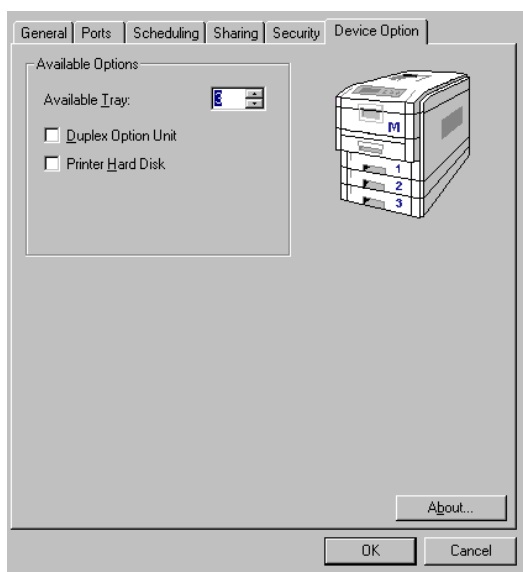 General Ports Scheduling Sharing Security Device Option
Available Options
Available Tray: 3
Duplex Option Unit
Printer Hard Disk
M
1
2
3
About...
OK Cancel